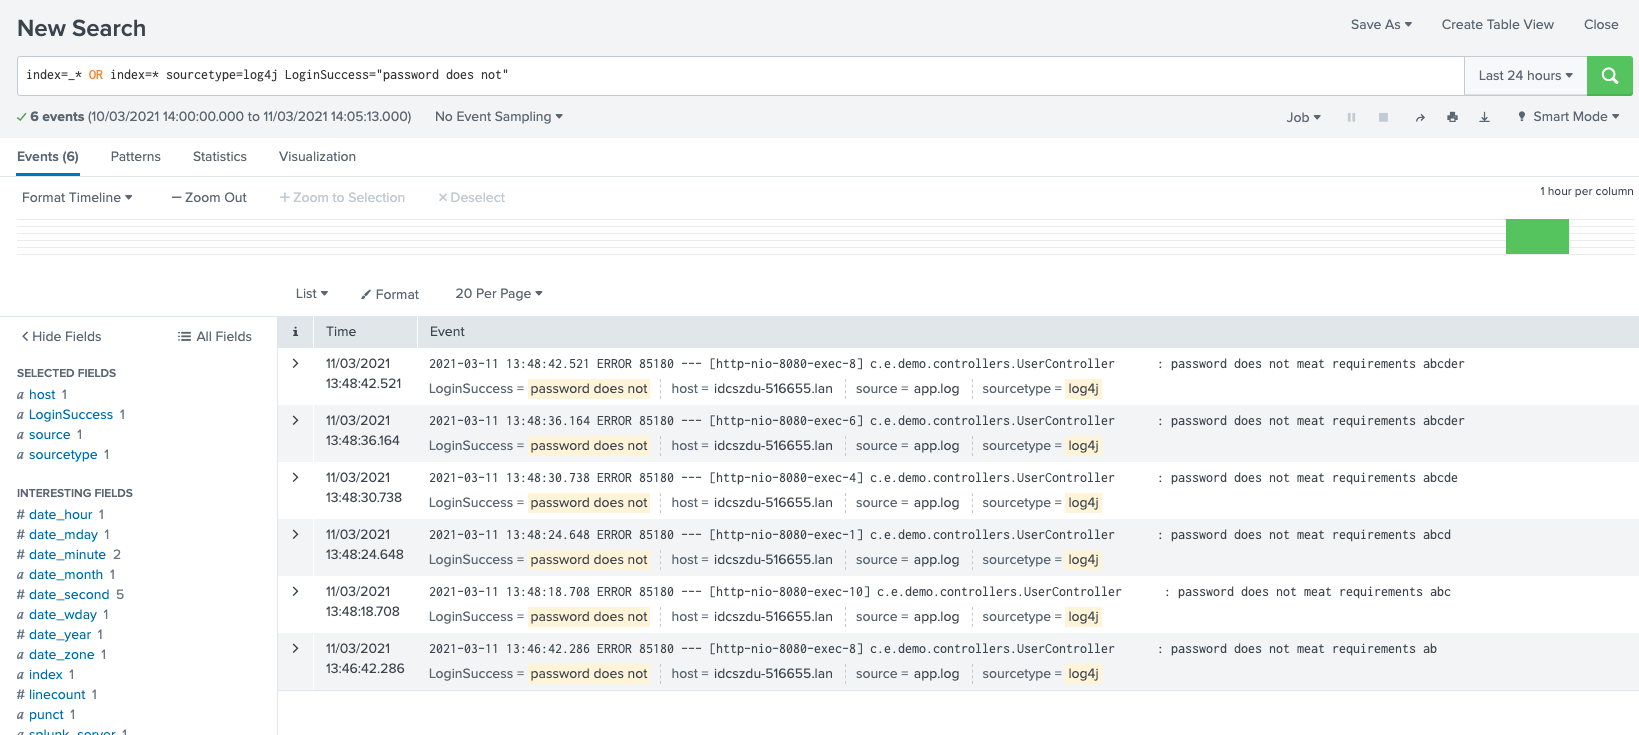 New Search
Save As Create Table View Close
index=_* OR index=* sourcetype=log4j LoginSuccess="password does not"
Last 24 hours
6 events (10/03/2021 14:00:00.000 to 11/03/2021 14:05:13.000) No Event Sampling
Job Smart Mode
Events (6) Patterns Statistics Visualization
Format Timeline — Zoom Out + Zoom to Selection × Deselect
1 hour per column
List Format 20 Per Page
Hide Fields All Fields
SELECTED FIELDS
a host 1
a LoginSuccess 1
a source 1
a sourcetype 1
INTERESTING FIELDS
# date_hour 1
# date_mday 1
# date_minute 2
a date_month 1
# date_second 5
a date_wday 1
# date_year 1
a date_zone 1
a index 1
# linecount 1
a punct 1
a splunk_server 1
i Time Event
11/03/2021
13:48:42.521
2021-03-11 13:48:42.521 ERROR 85180 --- [http-nio-8080-exec-8] c.e.demo.controllers.UserController : password does not meat requirements abcder
LoginSuccess = password does not host = idcszdu-516655.lan source = app.log sourcetype = log4j
11/03/2021
13:48:36.164
2021-03-11 13:48:36.164 ERROR 85180 --- [http-nio-8080-exec-6] c.e.demo.controllers.UserController : password does not meat requirements abcder
LoginSuccess = password does not host = idcszdu-516655.lan source = app.log sourcetype = log4j
11/03/2021
13:48:30.738
2021-03-11 13:48:30.738 ERROR 85180 --- [http-nio-8080-exec-4] c.e.demo.controllers.UserController : password does not meat requirements abcde
LoginSuccess = password does not host = idcszdu-516655.lan source = app.log sourcetype = log4j
11/03/2021
13:48:24.648
2021-03-11 13:48:24.648 ERROR 85180 --- [http-nio-8080-exec-1] c.e.demo.controllers.UserController : password does not meat requirements abcd
LoginSuccess = password does not host = idcszdu-516655.lan source = app.log sourcetype = log4j
11/03/2021
13:48:18.708
2021-03-11 13:48:18.708 ERROR 85180 --- [http-nio-8080-exec-10] c.e.demo.controllers.UserController : password does not meat requirements abc
LoginSuccess = password does not host = idcszdu-516655.lan source = app.log sourcetype = log4j
11/03/2021
13:46:42.286
2021-03-11 13:46:42.286 ERROR 85180 --- [http-nio-8080-exec-8] c.e.demo.controllers.UserController : password does not meat requirements ab
LoginSuccess = password does not host = idcszdu-516655.lan source = app.log sourcetype = log4j